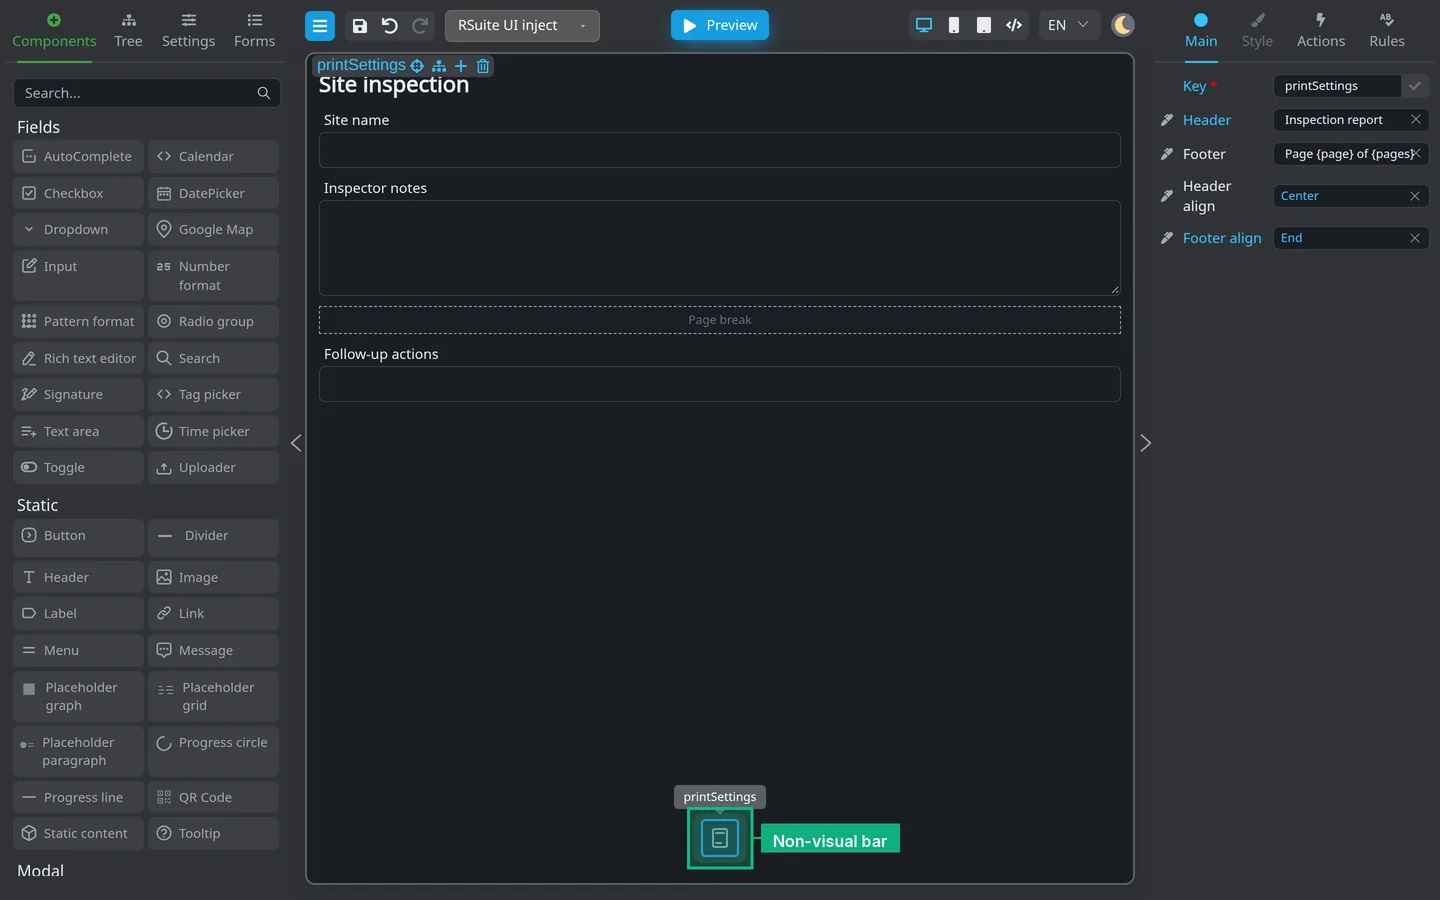 Components
Tree
Settings
Forms
RSuite UI inject
Preview
EN
Main
Style
Actions
Rules
Search...
Fields
AutoComplete
Calendar
Checkbox
DatePicker
Dropdown
Google Map
Input
Number
format
Pattern format
Radio group
Rich text editor
Search
Signature
Tag picker
Text area
Time picker
Toggle
Uploader
Static
Button
Divider
Header
Image
Label
Link
Menu
Message
Placeholder
graph
Placeholder
grid
Placeholder
paragraph
Progress circle
Progress line
QR Code
Static content
Tooltip
Modal
printSettings
Site inspection
Site name
Inspector notes
Page break
Follow-up actions
printSettings
Non-visual bar
Key *
printSettings
Header
Inspection report
Footer
Page {page} of {pages}
Header
align
Center
Footer align
End